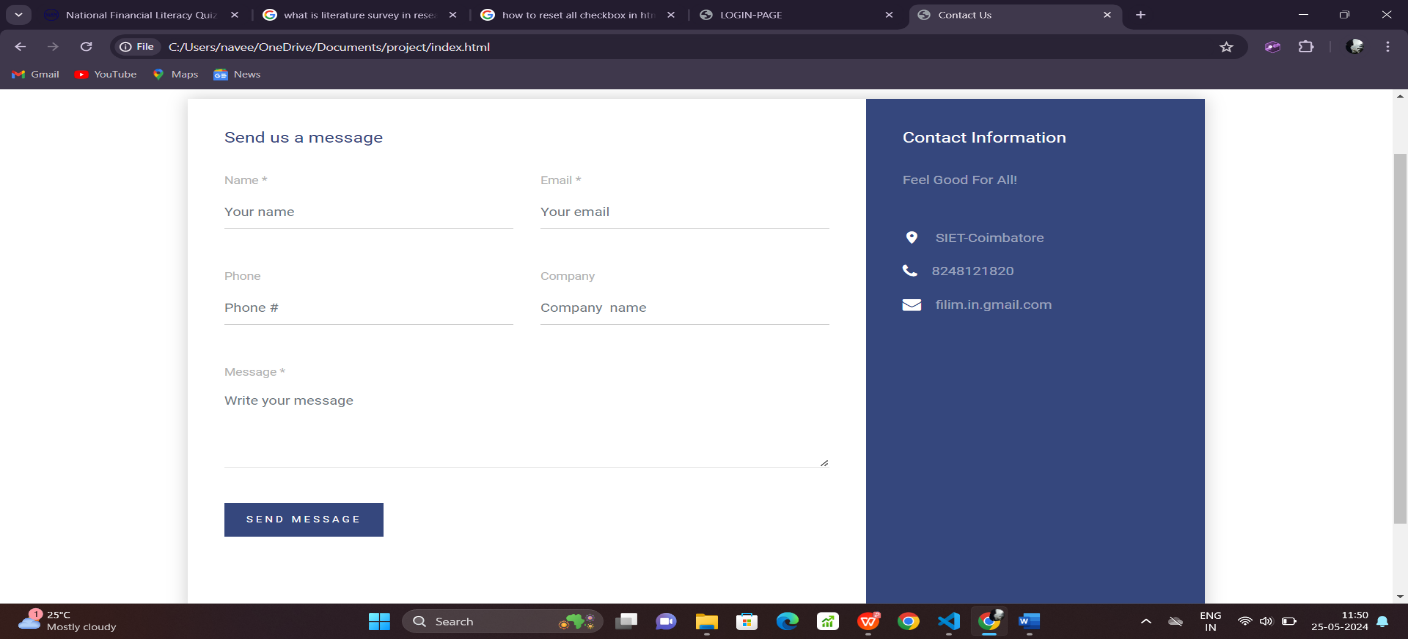 National Financial Literacy Quiz
what is literature survey in rese
how to reset all checkbox in htm
LOGIN-PAGE
Contact Us
File C:/Users/navee/OneDrive/Documents/project/index.html
Gmail YouTube Maps News
Send us a message
Name * Email *
Your name Your email
Phone Company
Phone # Company name
Message *
Write your message
SEND MESSAGE
Contact Information
Feel Good For All!
SIET-Coimbatore
8248121820
filim.in.gmail.com
1
25°C
Mostly cloudy
Search
ENG
IN
11:50
25-05-2024